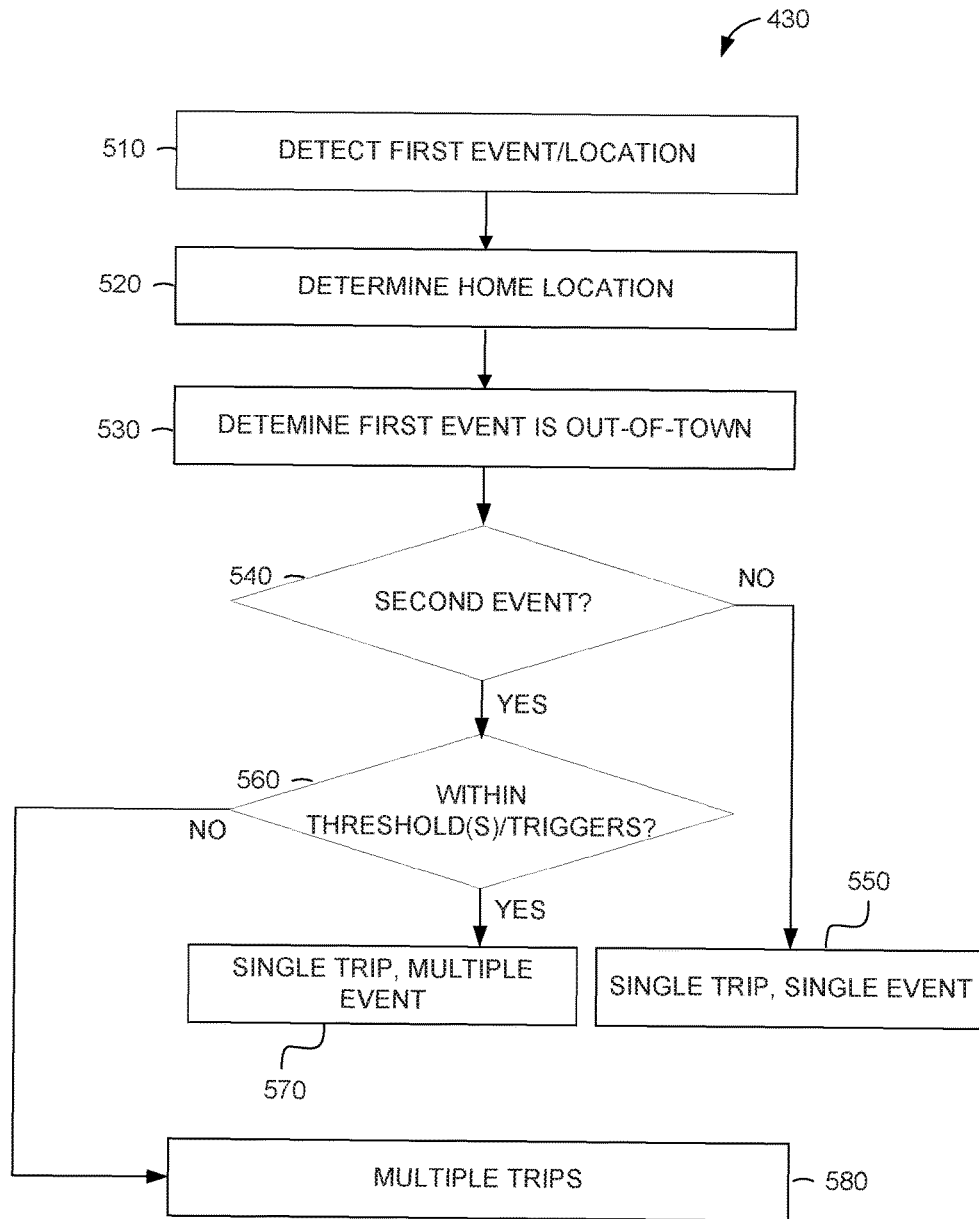 430
510
DETECT FIRST EVENT/LOCATION
520
DETERMINE HOME LOCATION
530
DETEMINE FIRST EVENT IS OUT-OF-TOWN
540
SECOND EVENT?
NO
YES
560
WITHIN
THRESHOLD(S)/TRIGGERS?
NO
YES
550
SINGLE TRIP, MULTIPLE
EVENT
SINGLE TRIP, SINGLE EVENT
570
MULTIPLE TRIPS
580